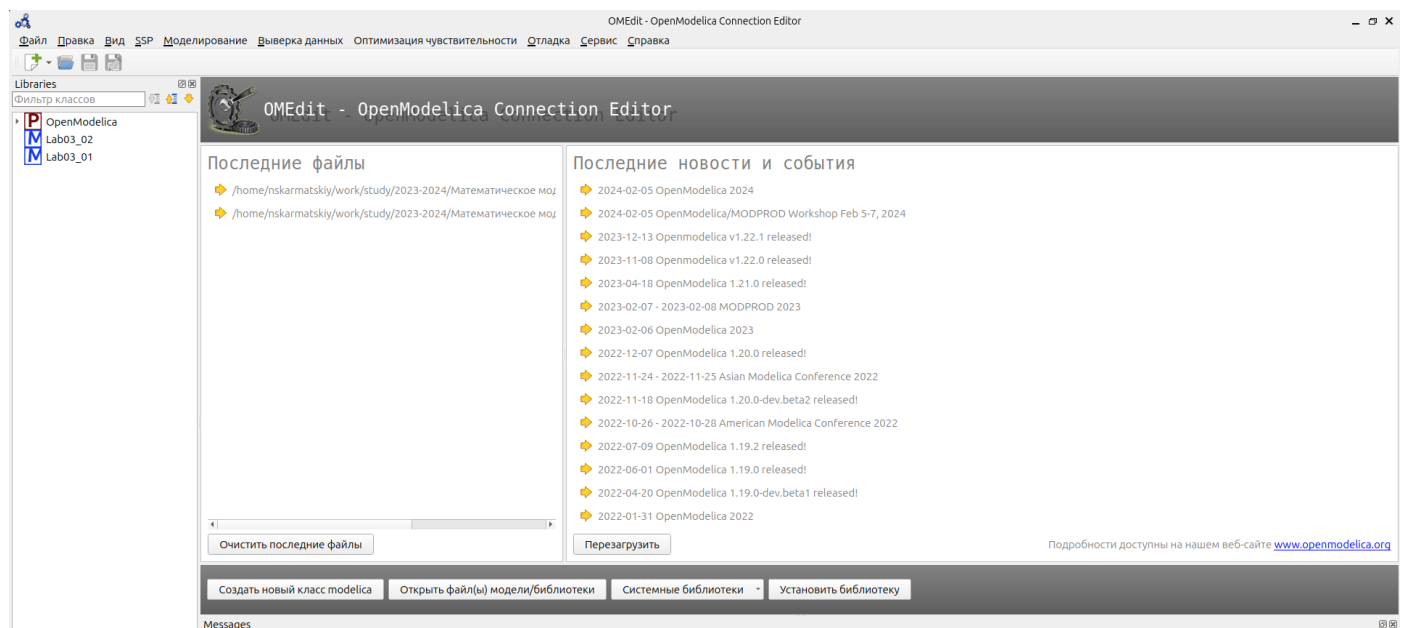 OMEdit - OpenModelica Connection Editor
Файл Правка Вид SSP Моделирование Выверка данных Оптимизация чувствительности Отладка Сервис Справка
Libraries
Фильтр классов
P OpenModelica
M Lab03_02
M Lab03_01
OMEdit - OpenModelica Connection Editor
Последние файлы
/home/nskarmatskiy/work/study/2023-2024/Математическое мод
/home/nskarmatskiy/work/study/2023-2024/Математическое мод
Очистить последние файлы
Последние новости и события
2024-02-05 OpenModelica 2024
2024-02-05 OpenModelica/MODPROD Workshop Feb 5-7, 2024
2023-12-13 Openmodelica v1.22.1 released!
2023-11-08 Openmodelica v1.22.0 released!
2023-04-18 OpenModelica 1.21.0 released!
2023-02-07 - 2023-02-08 MODPROD 2023
2023-02-06 OpenModelica 2023
2022-12-07 OpenModelica 1.20.0 released!
2022-11-24 - 2022-11-25 Asian Modelica Conference 2022
2022-11-18 OpenModelica 1.20.0-dev.beta2 released!
2022-10-26 - 2022-10-28 American Modelica Conference 2022
2022-07-09 OpenModelica 1.19.2 released!
2022-06-01 OpenModelica 1.19.0 released!
2022-04-20 OpenModelica 1.19.0-dev.beta1 released!
2022-01-31 OpenModelica 2022
Перезагрузить
Подробности доступны на нашем веб-сайте www.openmodelica.org
Создать новый класс modelica Открыть файл(ы) модели/библиотеки Системные библиотеки Установить библиотеку
Messages